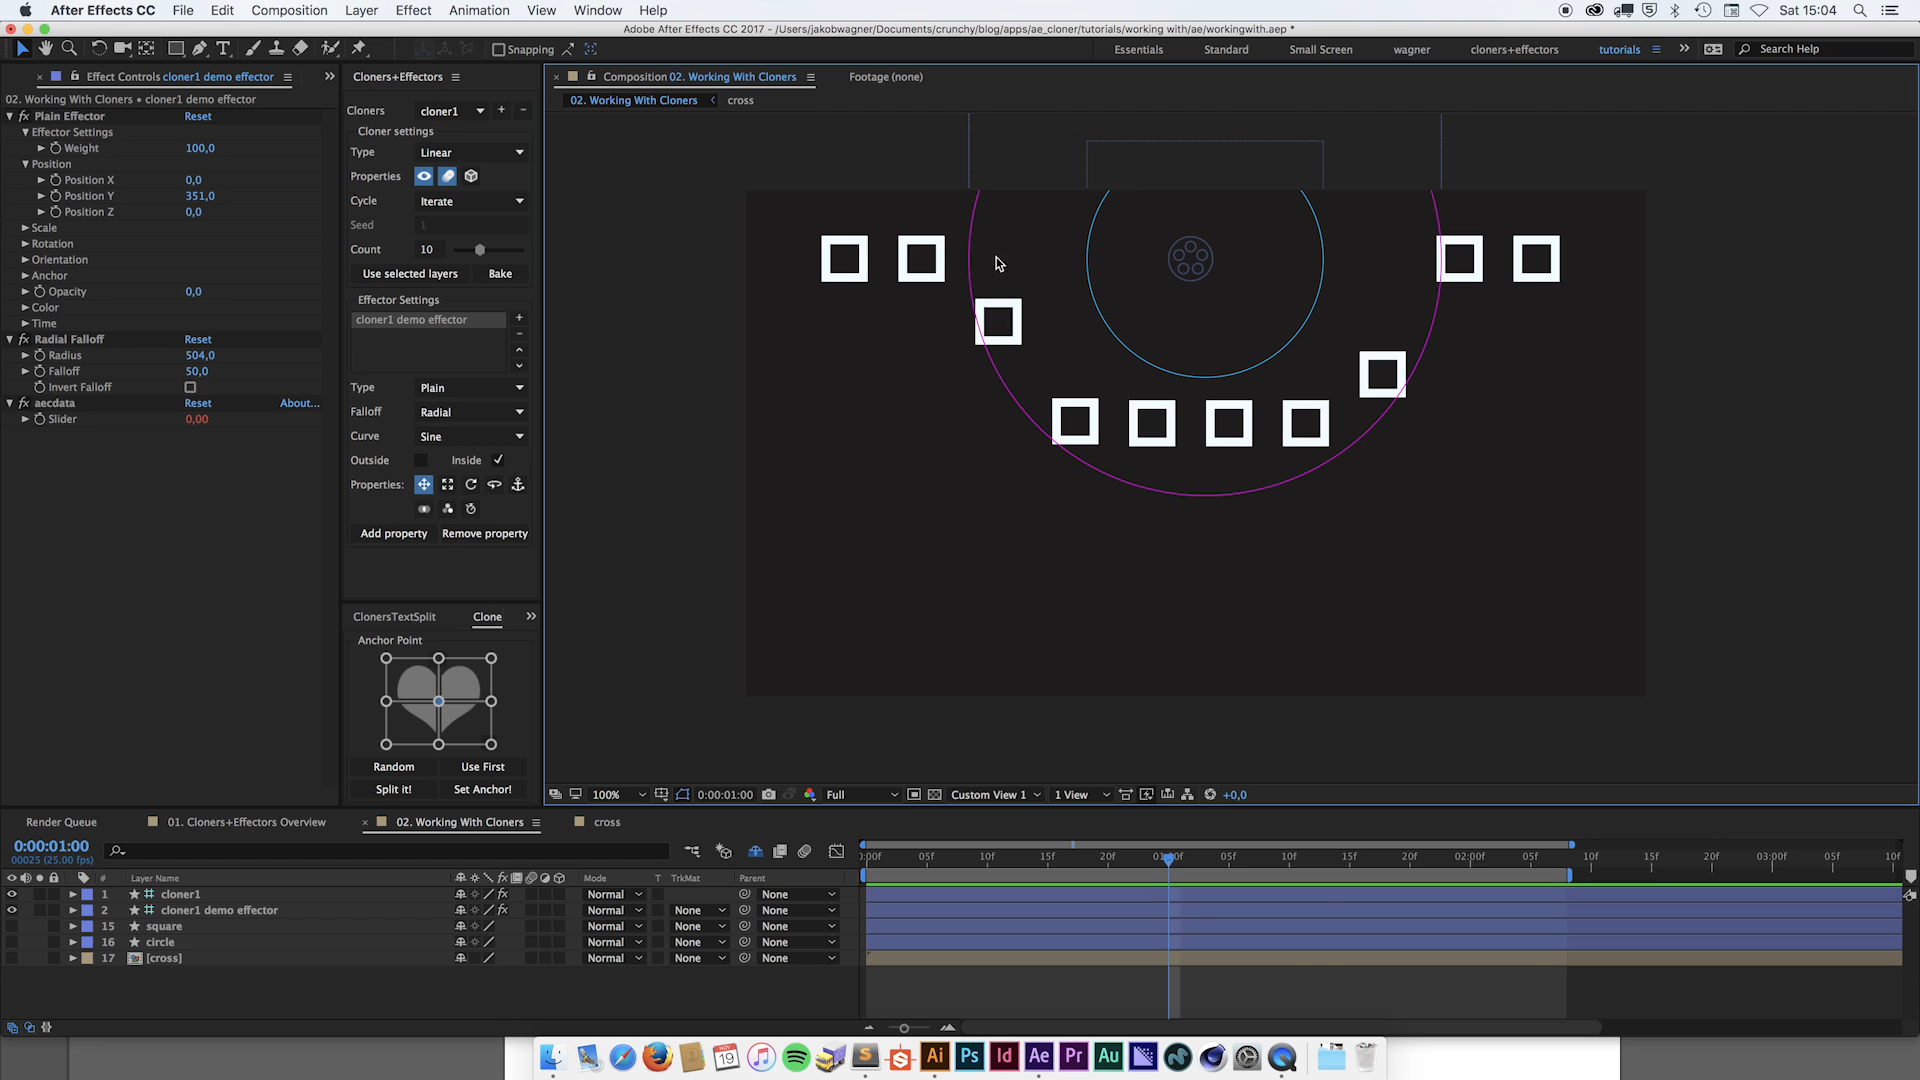 After Effects CC File Edit Composition Layer Effect Animation View Window Help Sat 15:04
Adobe After Effects CC 2017 - /Users/jakobwagner/Documents/crunchy/blog/apps/ae_cloner/tutorials/working with/ae/workingwith.aep *
Snapping Essentials Standard Small Screen wagner cloners+effectors tutorials Search Help
Effect Controls cloner1 demo effector
02. Working With Cloners • cloner1 demo effector
Plain Effector Reset
Effector Settings
Weight 100,0
Position
Position X 0,0
Position Y 351,0
Position Z 0,0
Scale
Rotation
Orientation
Anchor
Opacity 0,0
Color
Time
Radial Falloff Reset
Radius 504,0
Falloff 50,0
Invert Falloff
aecdata Reset About...
Slider 0,00
Cloners+Effectors
Cloners cloner1 + -
Cloner settings
Type Linear
Properties
Cycle Iterate
Seed 1
Count 10
Use selected layers Bake
Effector Settings
cloner1 demo effector
Type Plain
Falloff Radial
Curve Sine
Outside Inside
Properties:
Add property Remove property
ClonersTextSplit Clone
Anchor Point
Random Use First
Split it! Set Anchor!
Composition 02. Working With Cloners Footage (none)
02. Working With Cloners cross
100% 0:00:01:00 Full Custom View 1 1 View +0,0
Render Queue 01. Cloners+Effectors Overview 02. Working With Cloners cross
0:00:01:00
00025 (25.00 fps)
:00f 05f 10f 15f 20f 01:00f 05f 10f 15f 20f 02:00f 05f 10f 15f 20f 03:00f 05f 10f
# Layer Name Mode T TrkMat Parent
1 cloner1 Normal None
2 cloner1 demo effector Normal None None
15 square Normal None None
16 circle Normal None None
17 [cross] Normal None None
NOV 19 Ai Ps Id Ae Pr Au